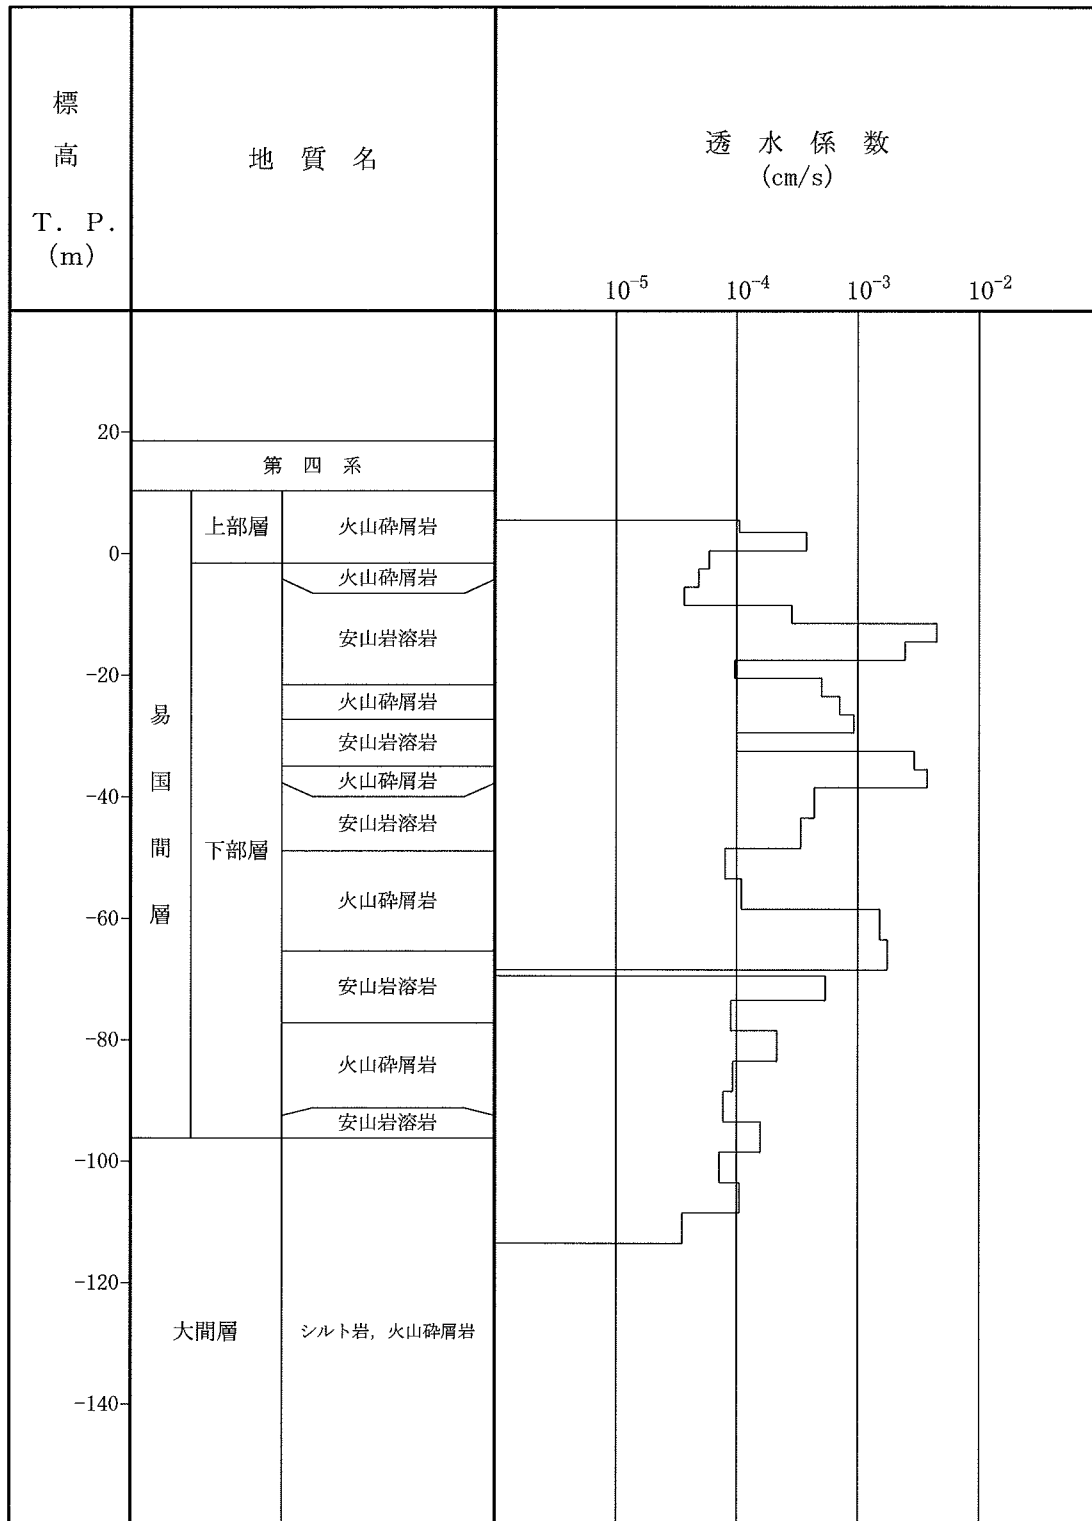 標
高
T. P.
(m)
地 質 名
透 水 係 数
(cm/s)
10-5 10-4 10-3 10-2
20
第 四 系
上部層 火山砕屑岩
0
火山砕屑岩
安山岩溶岩
-20
火山砕屑岩
易
安山岩溶岩
国
火山砕屑岩
-40
安山岩溶岩
間
下部層
火山砕屑岩
層
-60
安山岩溶岩
-80
火山砕屑岩
安山岩溶岩
-100
-120
大間層 シルト岩, 火山砕屑岩
-140